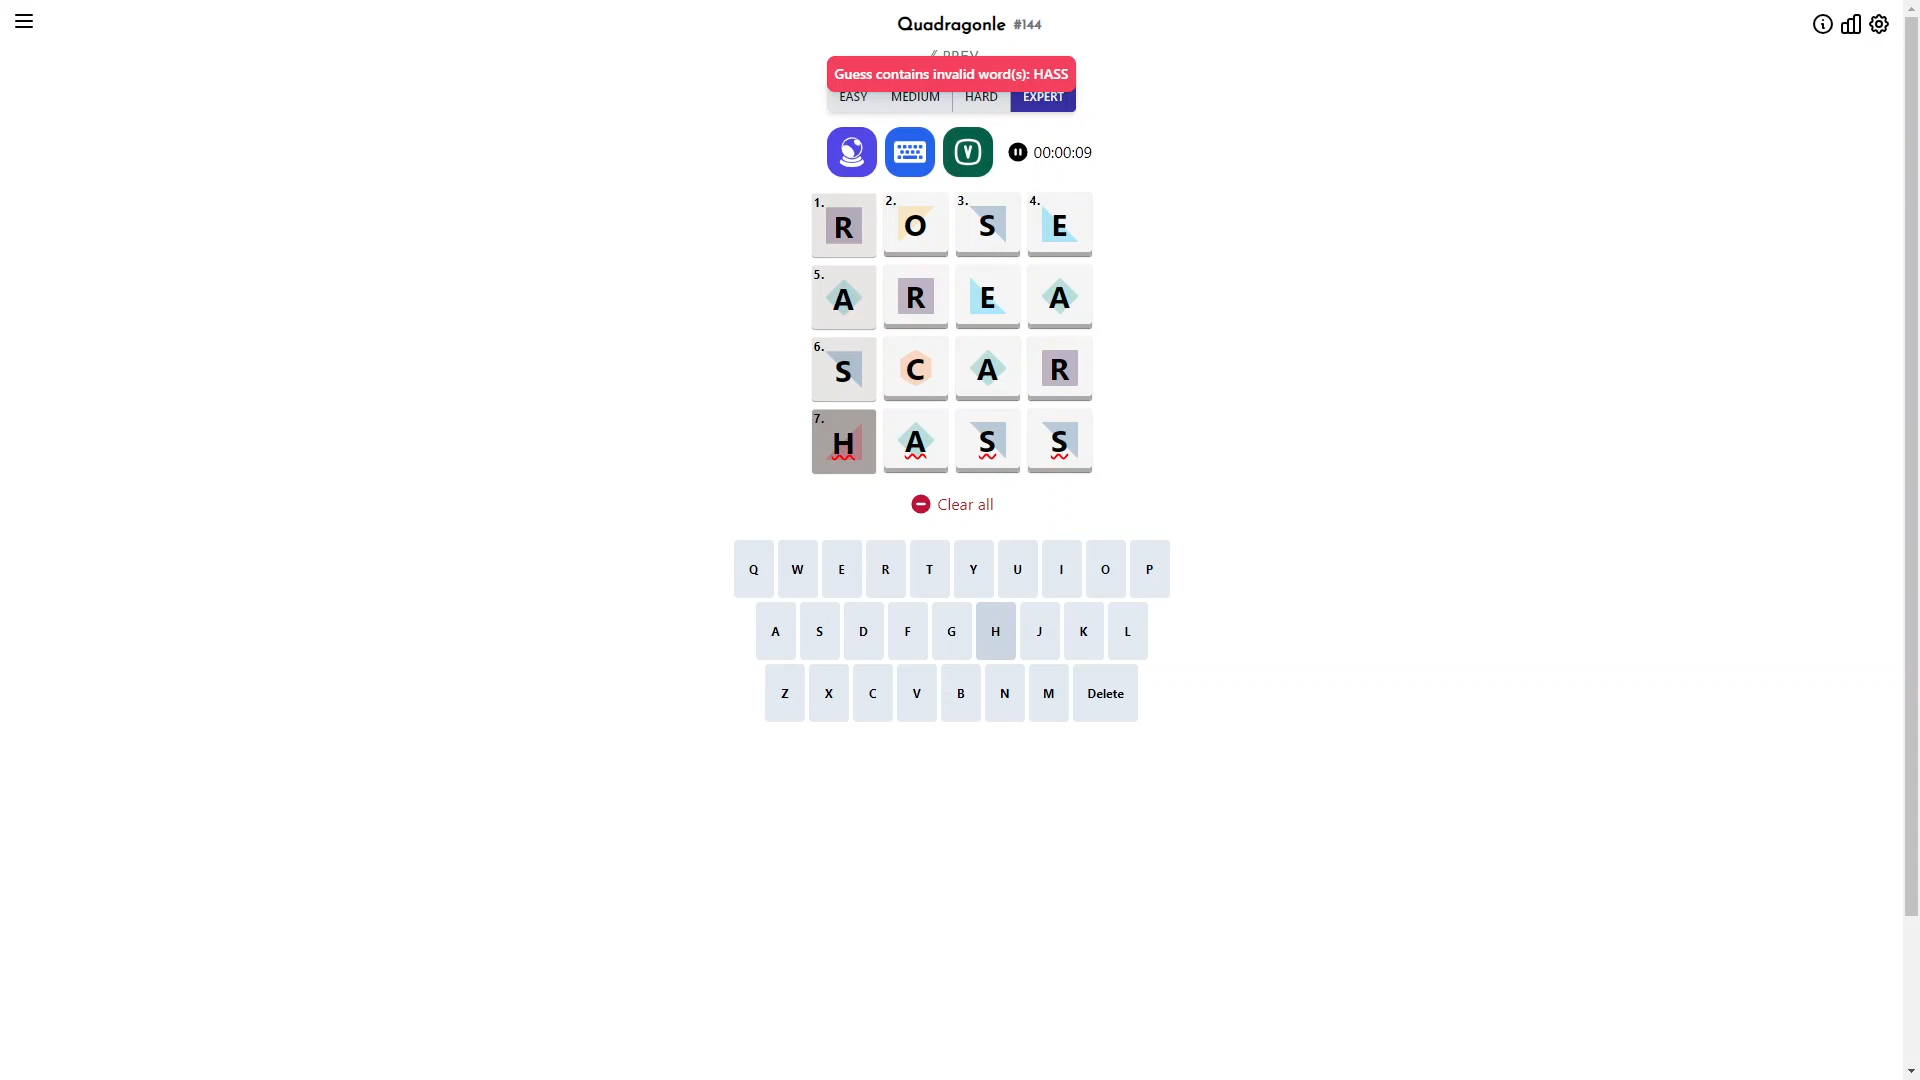 Quadragonle #144
PREV
Guess contains invalid word(s): HASS
EASY MEDIUM HARD EXPERT
00:00:09
1. R 2. O 3. S 4. E
5. A R E A
6. S C A R
7. H A S S
Clear all
Q W E R T Y U I O P
A S D F G H J K L
Z X C V B N M Delete